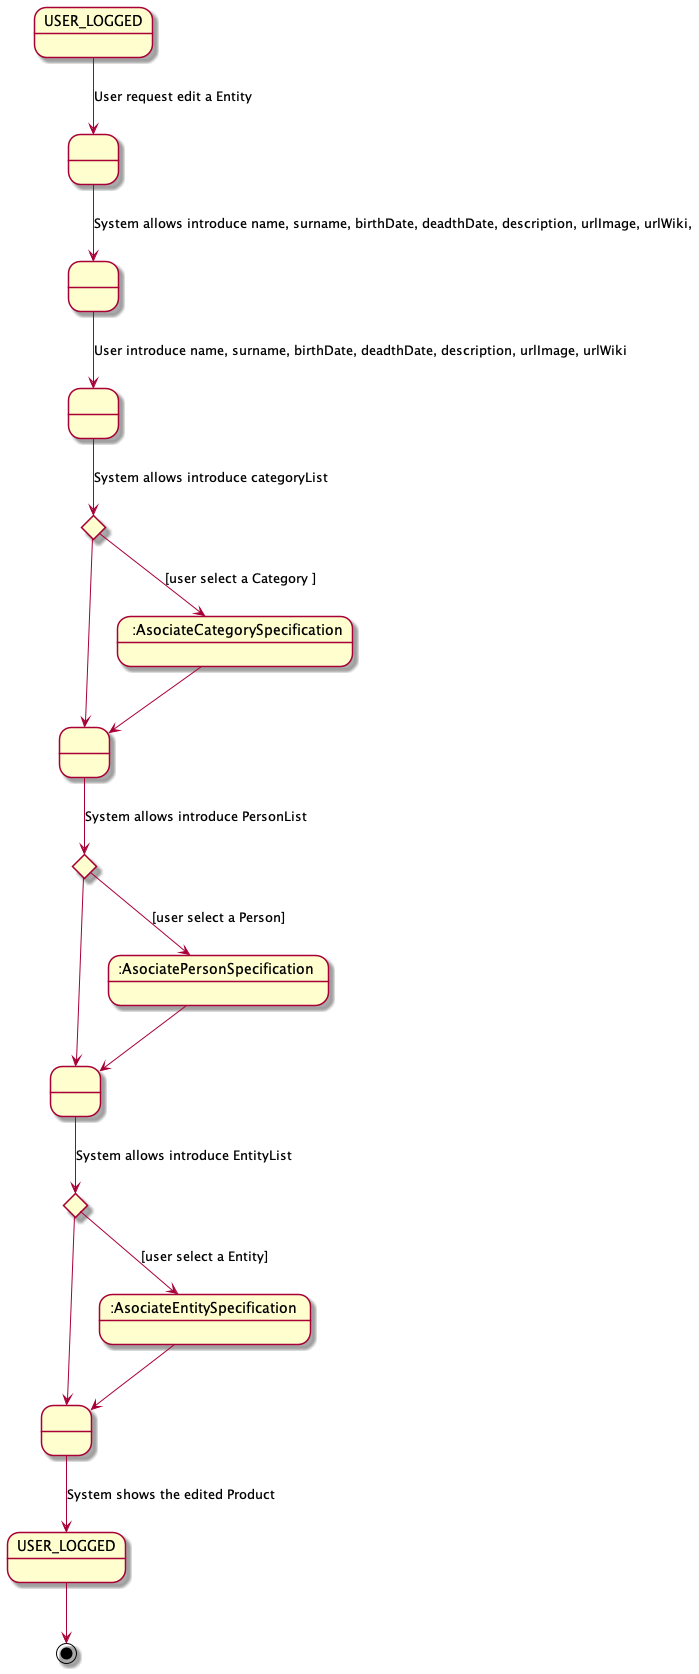 USER_LOGGED
User request edit a Entity
System allows introduce name, surname, birthDate, deadthDate, description, urlImage, urlWiki,
User introduce name, surname, birthDate, deadthDate, description, urlImage, urlWiki
System allows introduce categoryList
[user select a Category ]
:AsociateCategorySpecification
System allows introduce PersonList
[user select a Person]
:AsociatePersonSpecification
System allows introduce EntityList
[user select a Entity]
:AsociateEntitySpecification
System shows the edited Product
USER_LOGGED